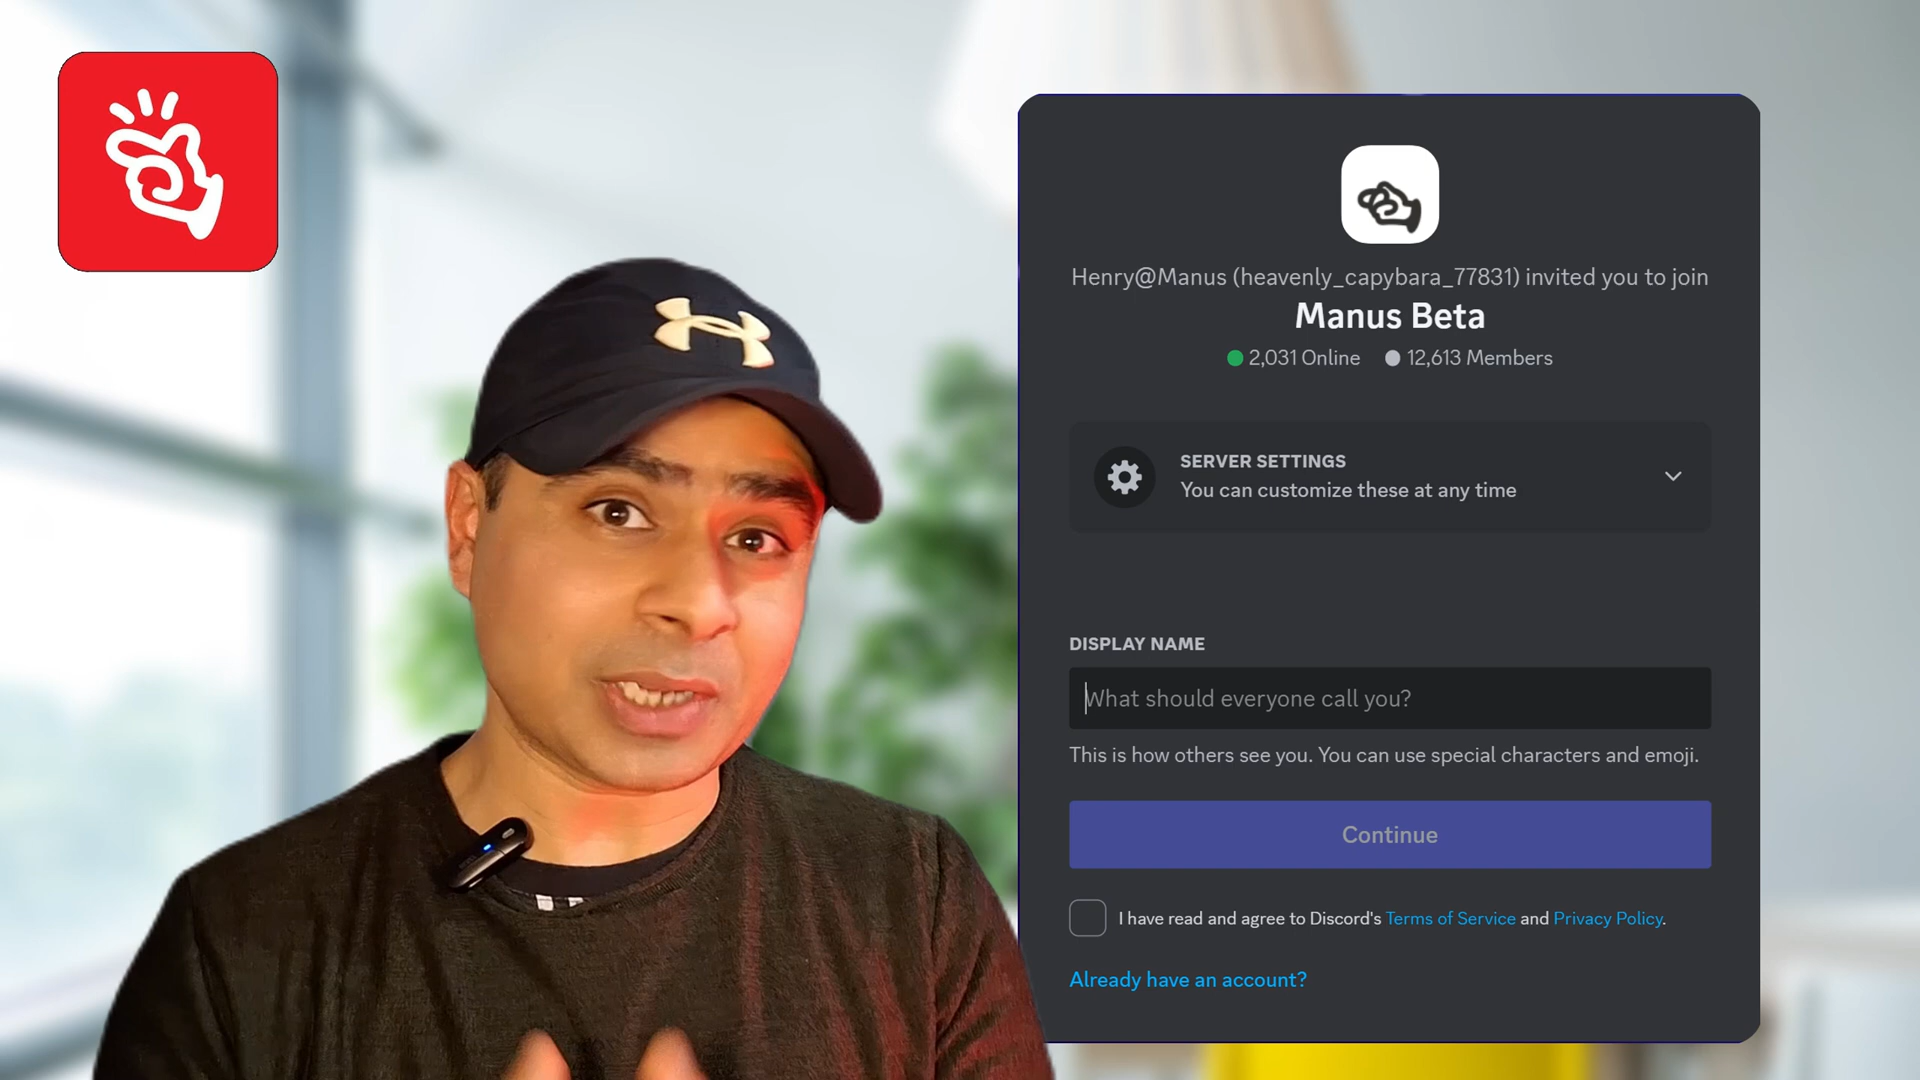 Henry@Manus (heavenly_capybara_77831) invited you to join
Manus Beta
2,031 Online 12,613 Members
SERVER SETTINGS
You can customize these at any time
DISPLAY NAME
What should everyone call you?
This is how others see you. You can use special characters and emoji.
Continue
I have read and agree to Discord's Terms of Service and Privacy Policy.
Already have an account?